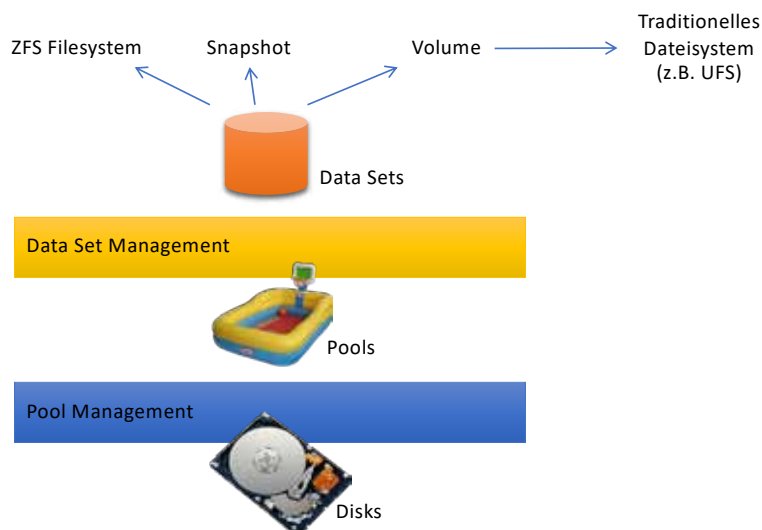 ZFS Filesystem
Snapshot
Volume
Traditionelles
Dateisystem
(z.B. UFS)
Data Sets
Data Set Management
Pools
Pool Management
Disks